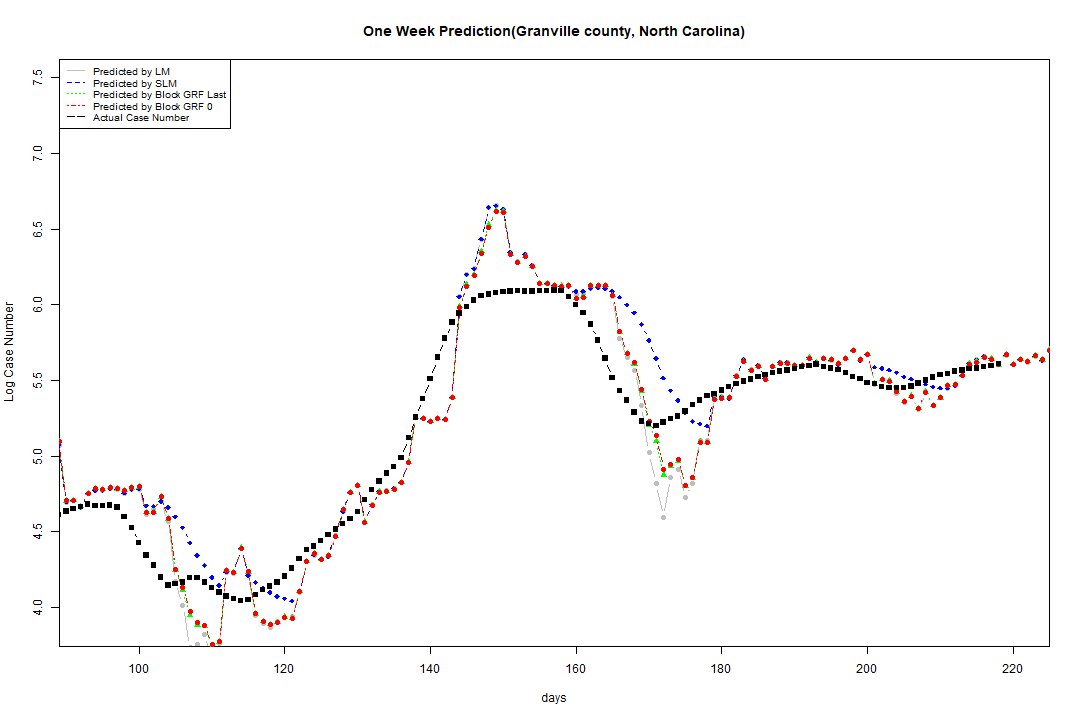 One Week Prediction(Granville county, North Carolina)
Predicted by LM
Predicted by SLM
Predicted by Block GRF Last
Predicted by Block GRF 0
Actual Case Number
7.5
7.0
6.5
6.0
5.5
5.0
4.5
4.0
Log Case Number
100 120 140 160 180 200 220
days